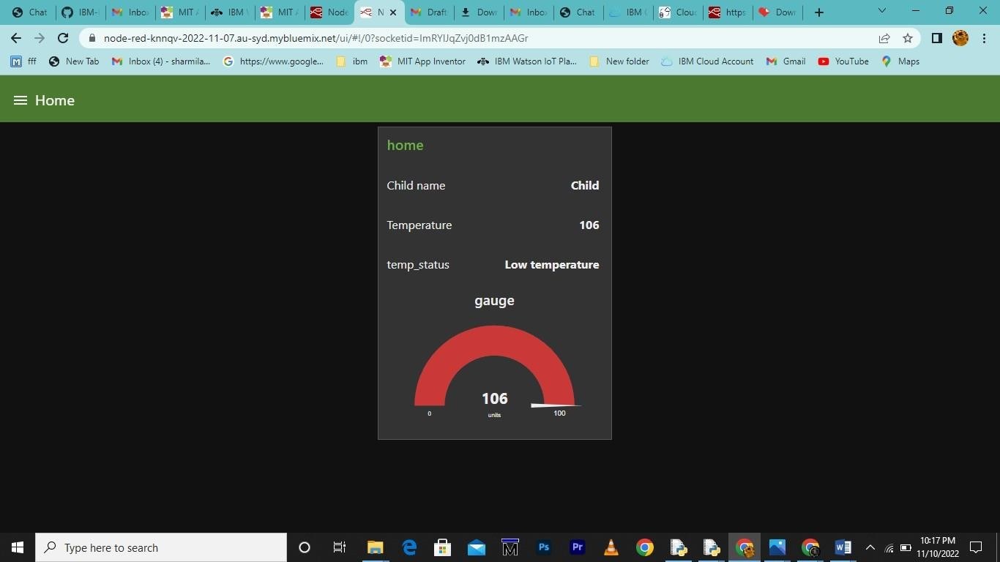 Chat IBM- Inbo MIT A IBM MIT A Node N Draft Dow Inbo Chat IBM Cloud https Dow
node-red-knnqv-2022-11-07.au-syd.mybluemix.net/ui/#!/0?socketid=ImRYIJqZvj0dB1mzAAGr
fff New Tab Inbox (4) - sharmila... https://www.google... ibm MIT App Inventor IBM Watson IoT Pla... New folder IBM Cloud Account Gmail YouTube Maps
Home
home
Child name Child
Temperature 106
temp_status Low temperature
gauge
106
0 units 100
Type here to search
Ps Pr
10:17 PM
11/10/2022